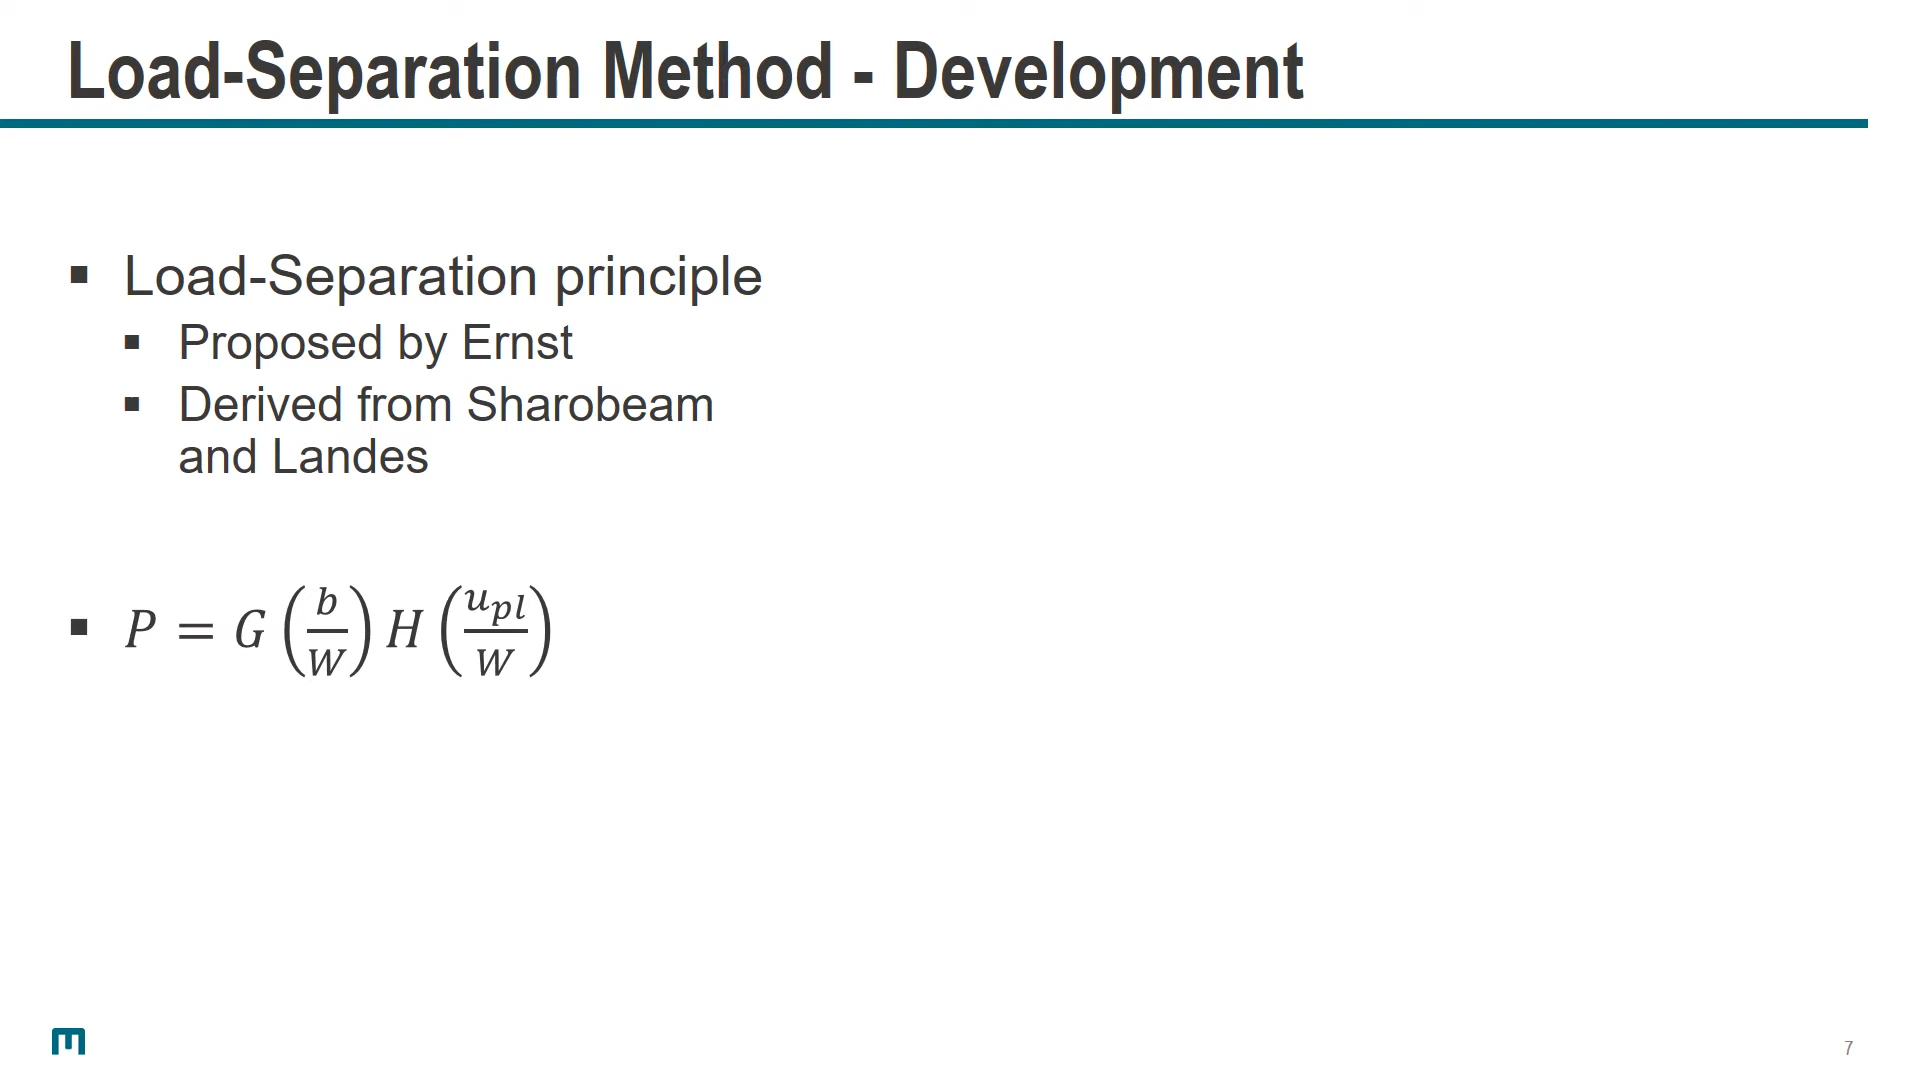 Load-Separation Method - Development
▪ Load-Separation principle
▪ Proposed by Ernst
▪ Derived from Sharobeam
and Landes
▪ P = G (b/W) H (u_pl/W)
7